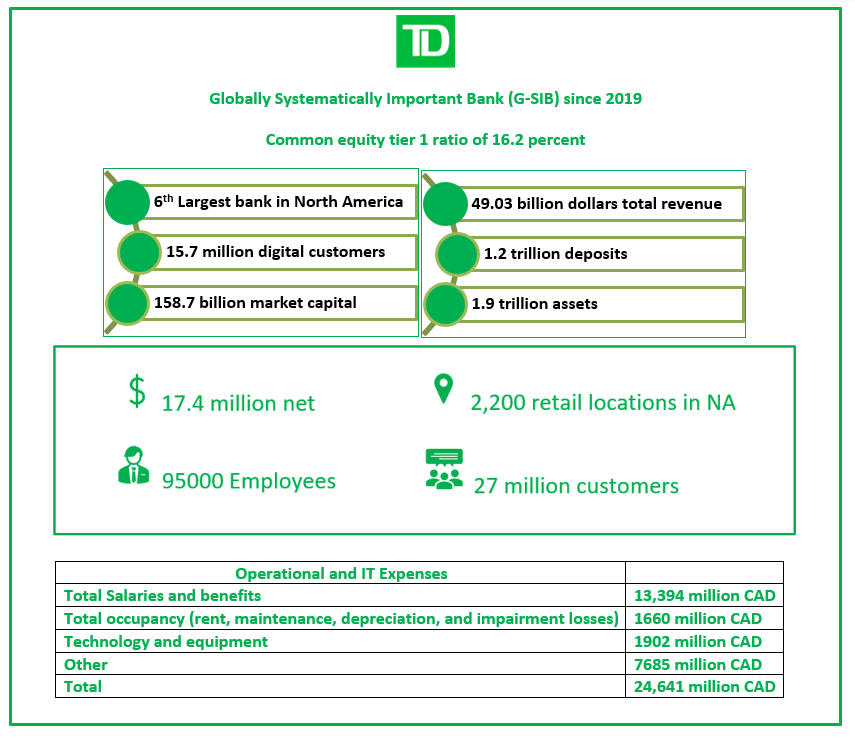 TD
Globally Systematically Important Bank (G-SIB) since 2019
Common equity tier 1 ratio of 16.2 percent
6th Largest bank in North America
15.7 million digital customers
158.7 billion market capital
49.03 billion dollars total revenue
1.2 trillion deposits
1.9 trillion assets
$ 17.4 million net
2,200 retail locations in NA
95000 Employees
27 million customers
Operational and IT Expenses
Total Salaries and benefits 13,394 million CAD
Total occupancy (rent, maintenance, depreciation, and impairment losses) 1660 million CAD
Technology and equipment 1902 million CAD
Other 7685 million CAD
Total 24,641 million CAD